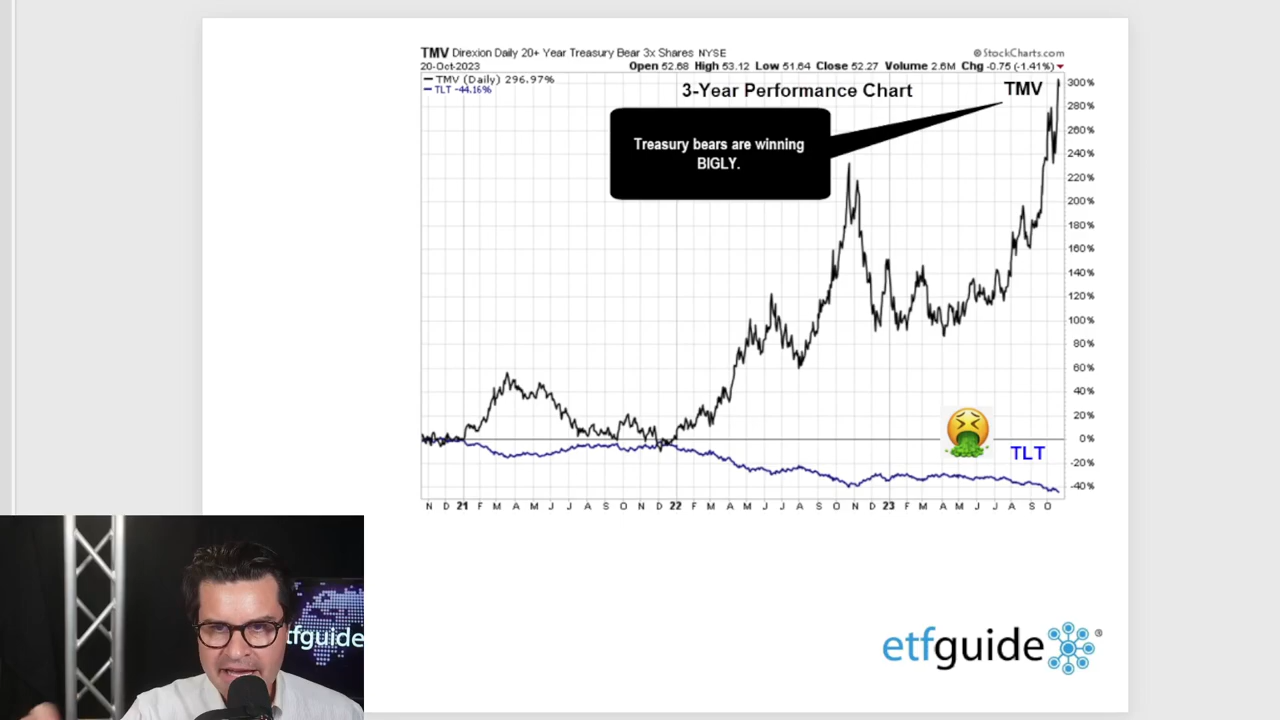 TMV Direxion Daily 20+ Year Treasury Bear 3x Shares NYSE
® StockCharts.com
20-Oct-2023
Open 52.68 High 53.12 Low 51.64 Close 52.27 Volume 2.6M Chg -0.75 (-1.41%)
TMV (Daily) 296.97%
TLT -44.16%
3-Year Performance Chart
TMV
Treasury bears are winning
BIGLY.
300%
280%
260%
240%
220%
200%
180%
160%
140%
120%
100%
80%
60%
40%
20%
0%
-20%
-40%
TLT
N D 21 F M A M J J A S O N D 22 F M A M J J A S O N D 23 F M A M J J A S O
tfguide
etfguide®